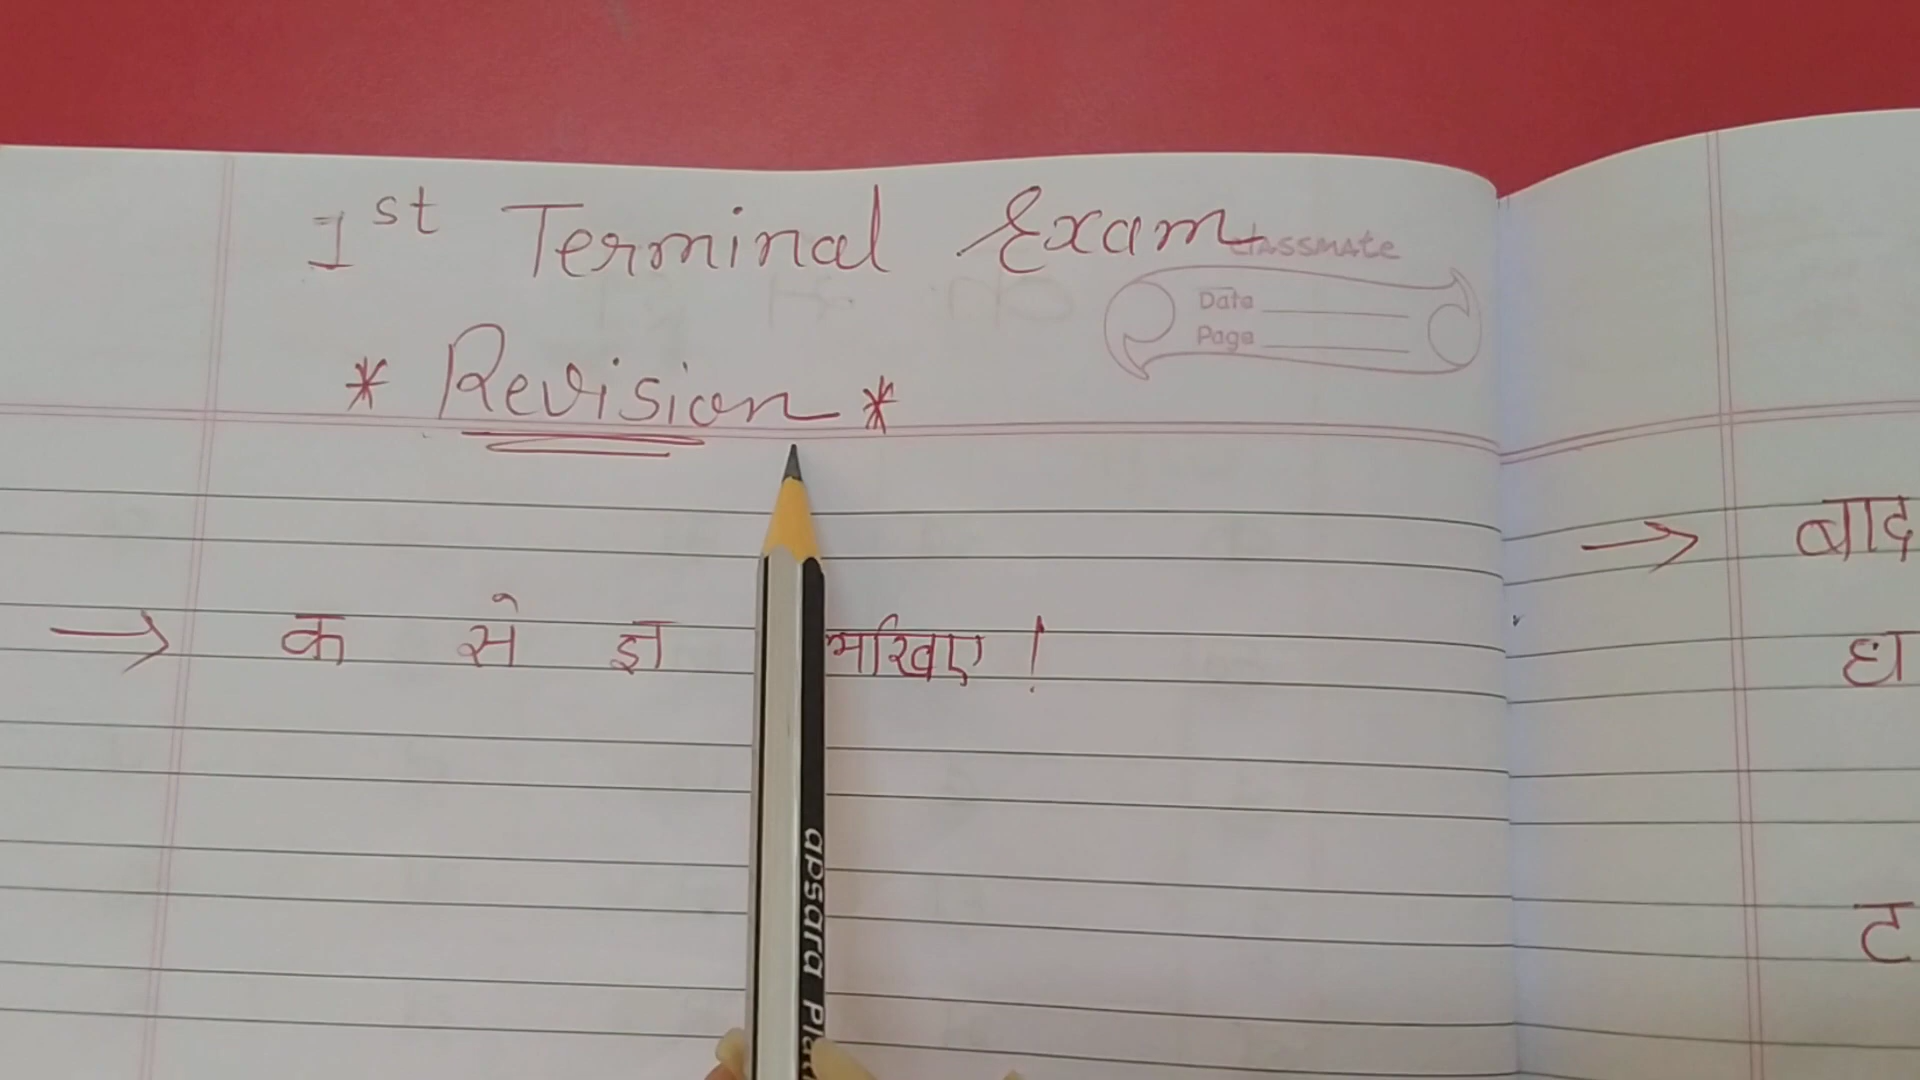 1st Terminal Exam
classmate
Date
Page
* Revision *
→ क से ज्ञ
→ बाद
ध
ट
apsara